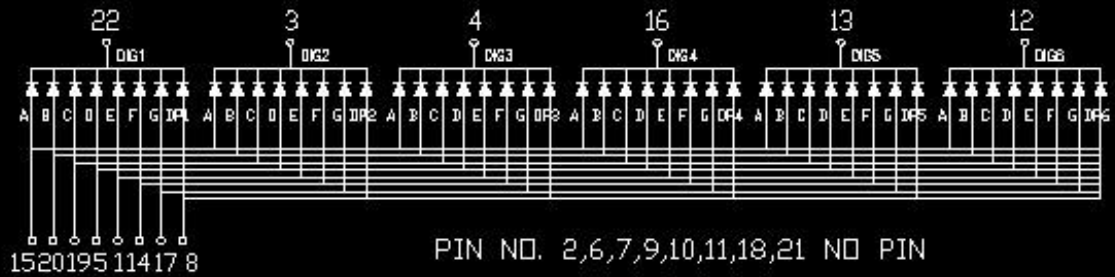 22 3 4 16 13 12
DIG1 DIG2 DIG3 DIG4 DIG5 DIG6
A B C D E F G DP1 A B C D E F G DP2 A B C D E F G DP3 A B C D E F G DP4 A B C D E F G DP5 A B C D E F G DP6
PIN NO. 2,6,7,9,10,11,18,21 NO PIN
15 20 19 5 1 14 17 8